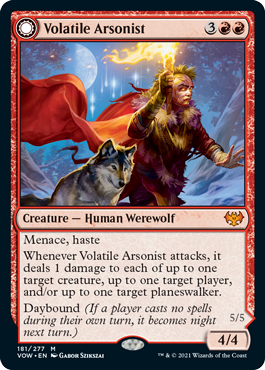 Volatile Arsonist 3
Creature — Human Werewolf
Menace, haste
Whenever Volatile Arsonist attacks, it
deals 1 damage to each of up to one
target creature, up to one target player,
and/or up to one target planeswalker.
Daybound (If a player casts no spells
during their own turn, it becomes night
next turn.)
5/5
4/4
181/277 M
VOW • EN GABOR SZIKSZAI
™ & © 2021 Wizards of the Coast